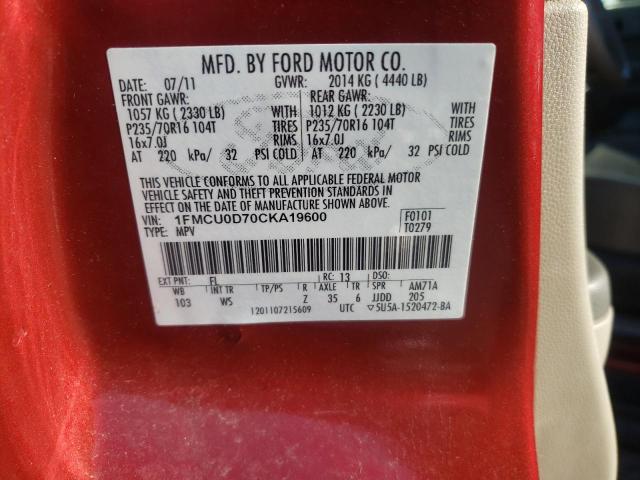 MFD. BY FORD MOTOR CO.
DATE: 07/11 GVWR: 2014 KG ( 4440 LB)
FRONT GAWR: REAR GAWR:
1057 KG ( 2330 LB) WITH 1012 KG ( 2230 LB) WITH
P235/70R16 104T TIRES P235/70R16 104T TIRES
16x7.0J RIMS 16x7.0J RIMS
AT 220 kPa/ 32 PSI COLD AT 220 kPa/ 32 PSI COLD
THIS VEHICLE CONFORMS TO ALL APPLICABLE FEDERAL MOTOR
VEHICLE SAFETY AND THEFT PREVENTION STANDARDS IN
EFFECT ON THE DATE OF MANUFACTURE SHOWN ABOVE.
VIN: 1FMCU0D70CKA19600 F0101
TYPE: MPV T0279
EXT PNT: FL RC: 13 DSO:
WB INT TR TP/PS R AXLE TR SPR AM71A
103 WS Z 35 6 JJDD 205
1201107215609 UTC ▽5U5A-1520472-BA